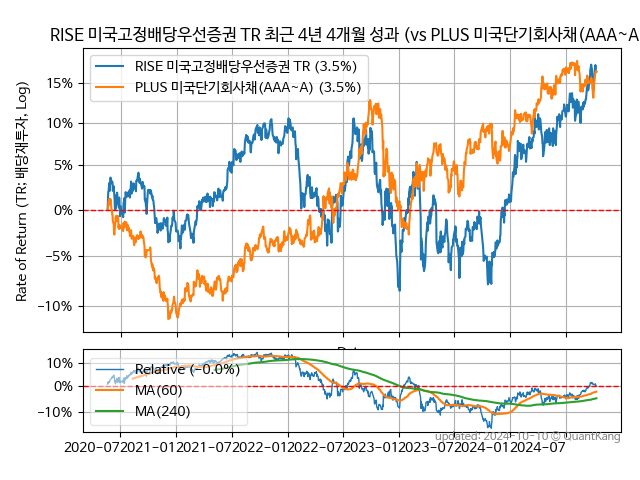 RISE 미국고정배당우선증권 TR 최근 4년 4개월 성과 (vs PLUS 미국단기회사채(AAA~A
Rate of Return (TR: 배당재투자, Log)
RISE 미국고정배당우선증권 TR (3.5%)
PLUS 미국단기회사채(AAA~A) (3.5%)
15%
10%
5%
0%
−5%
−10%
Relative (−0.0%)
MA(60)
MA(240)
10%
0%
−10%
2020-07 2021-01 2021-07 2022-01 2022-07 2023-01 2023-07 2024-01 2024-07
updated: 2024-10-10 © QuantKang